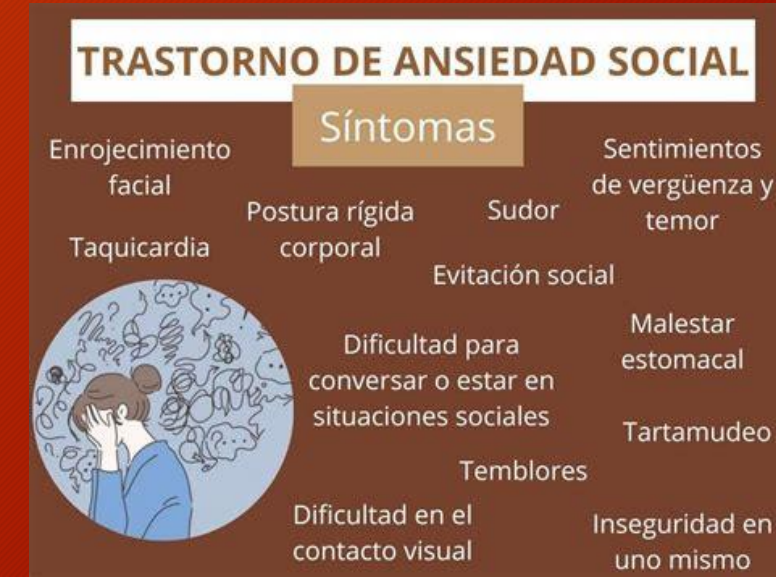 TRASTORNO DE ANSIEDAD SOCIAL
Síntomas
Enrojecimiento
facial
Sentimientos
de vergüenza y
temor
Postura rígida
corporal
Sudor
Taquicardia
Evitación social
Malestar
estomacal
Dificultad para
conversar o estar en
situaciones sociales
Tartamudeo
Temblores
Dificultad en el
contacto visual
Inseguridad en
uno mismo